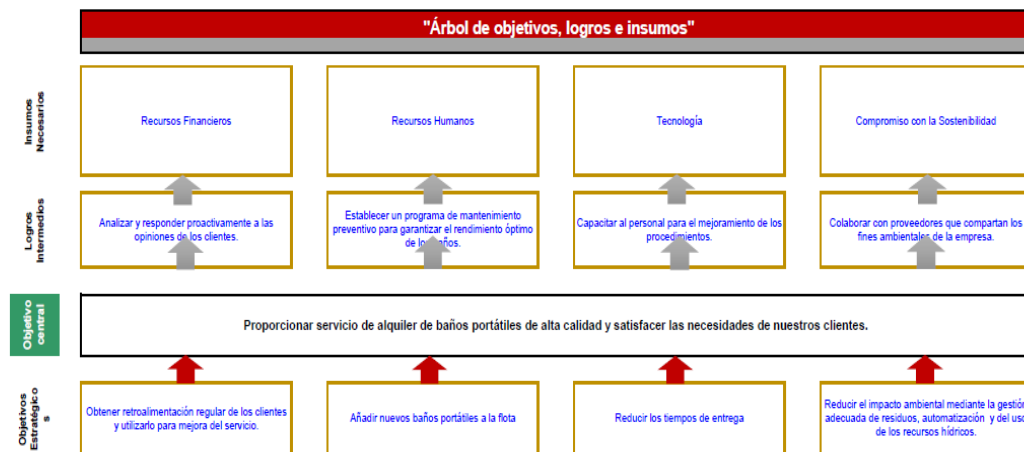 "Árbol de objetivos, logros e insumos"
Insumos
Necesarios
Recursos Financieros
Recursos Humanos
Tecnología
Compromiso con la Sostenibilidad
Logros
Intermedios
Analizar y responder proactivamente a las
opiniones de los clientes.
Establecer un programa de mantenimiento
preventivo para garantizar el rendimiento óptimo
de los baños.
Capacitar al personal para el mejoramiento de los
procedimientos.
Colaborar con proveedores que compartan los
fines ambientales de la empresa.
Objetivo
central
Proporcionar servicio de alquiler de baños portátiles de alta calidad y satisfacer las necesidades de nuestros clientes.
Objetivos
Estratégico
s
Obtener retroalimentación regular de los clientes
y utilizarlo para mejora del servicio.
Añadir nuevos baños portátiles a la flota
Reducir los tiempos de entrega
Reducir el impacto ambiental mediante la gestión
adecuada de residuos, automatización y del uso
de los recursos hídricos.